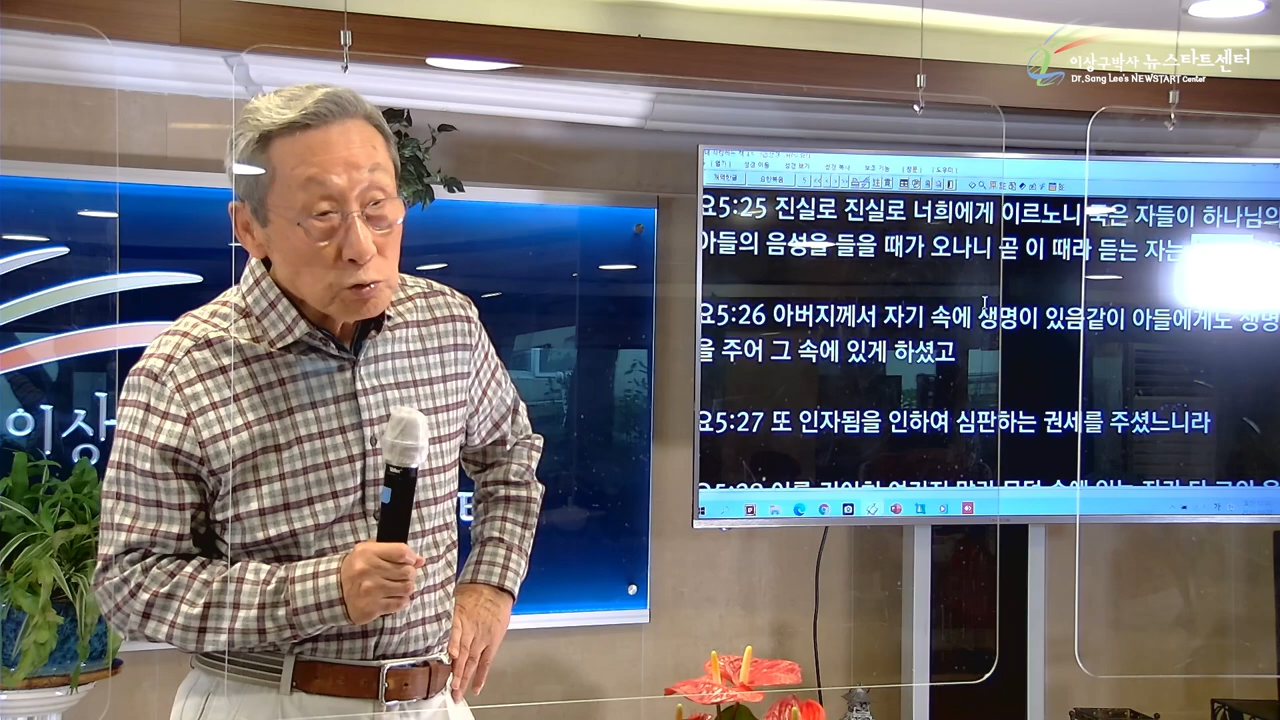 이상구박사 뉴스타트센터
Dr. Sang Lee's NEWSTART Center
요5:25 진실로 진실로 너희에게 이르노니 죽은 자들이 하나님의
아들의 음성을 들을 때가 오나니 곧 이 때라 듣는 자는
요5:26 아버지께서 자기 속에 생명이 있음같이 아들에게도 생명
을 주어 그 속에 있게 하셨고
요5:27 또 인자됨을 인하여 심판하는 권세를 주셨느니라
이상